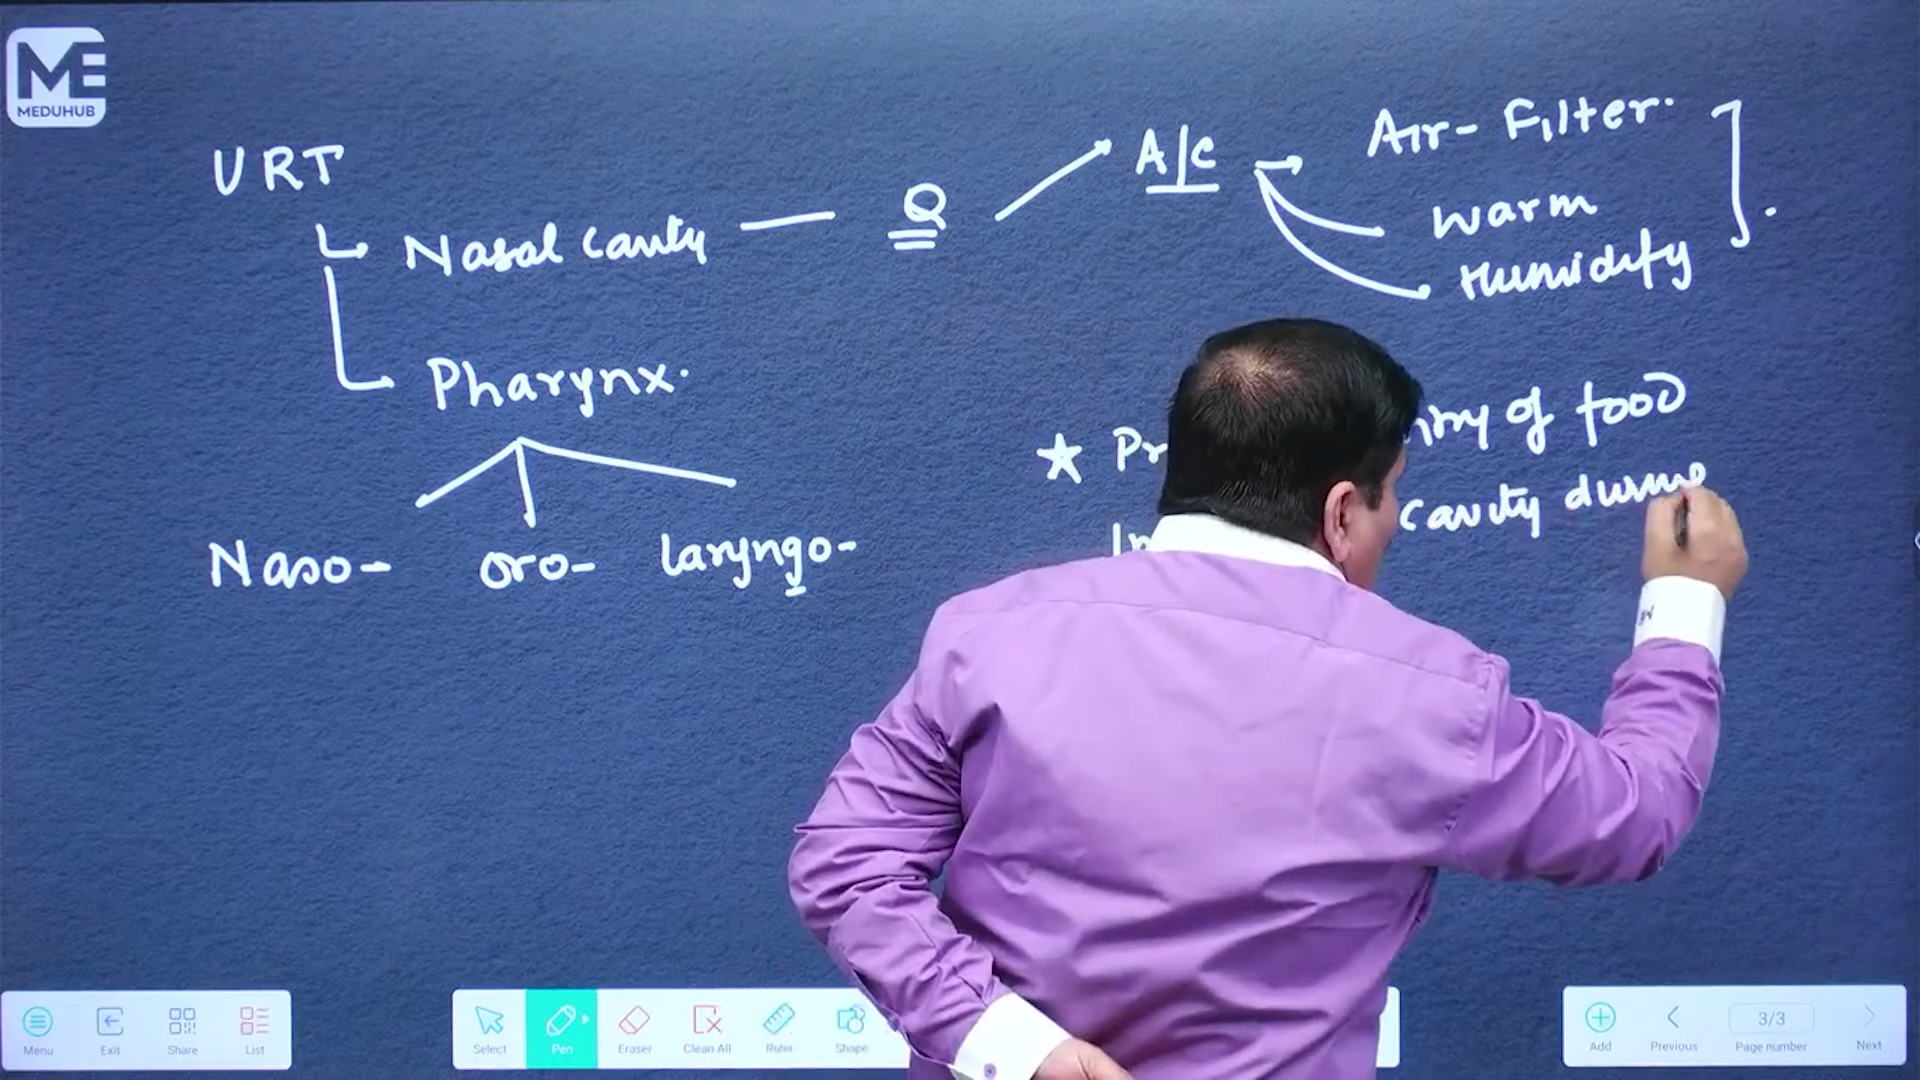 ME
MEDUHUB
URT
Nasal cavity
Q
A/C
Air-Filter.
Warm
Humidify
Pharynx.
Naso- oro- laryngo-
of food
cavity
Menu
Exit
Share
List
Select
Pen
Eraser
Clean All
Ruler
Shape
Add
Previous
3/3
Page number
Next